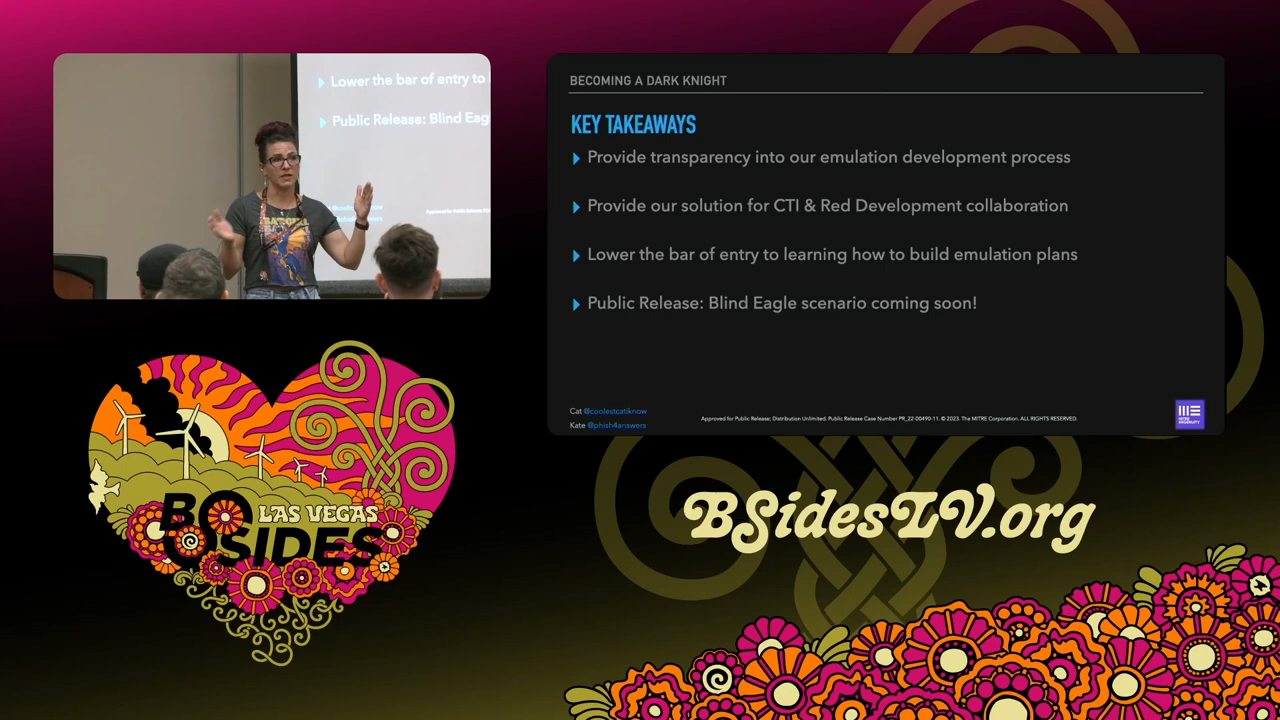 Lower the bar of entry to
Public Release: Blind Eag
BECOMING A DARK KNIGHT
KEY TAKEAWAYS
Provide transparency into our emulation development process
Provide our solution for CTI & Red Development collaboration
Lower the bar of entry to learning how to build emulation plans
Public Release: Blind Eagle scenario coming soon!
Cat @coolestcatiknow
Kate @phish4answers
Approved for Public Release; Distribution Unlimited. Public Release Case Number PR_22-00490-11. © 2023. The MITRE Corporation. ALL RIGHTS RESERVED.
MITRE
ENGENUITY
LAS VEGAS
BSIDES
BSidesLV.org
23